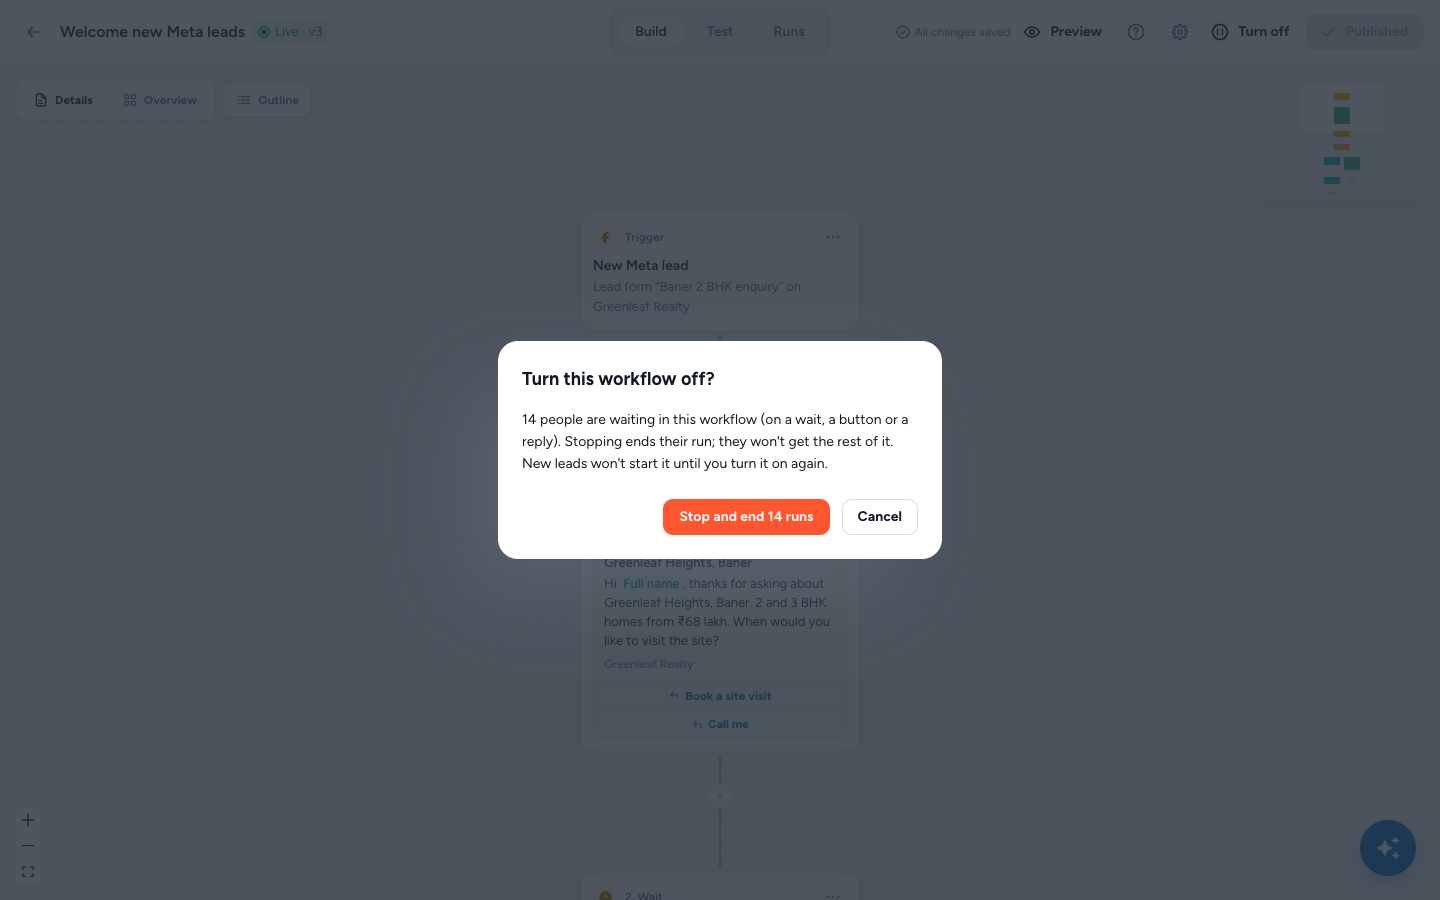 Welcome new Meta leads
Live · v3
Build
Test
Runs
All changes saved
Preview
Turn off
Published
Details
Overview
Outline
Trigger
New Meta lead
Lead form "Baner 2 BHK enquiry" on
Greenleaf Realty
Turn this workflow off?
14 people are waiting in this workflow (on a wait, a button or a
reply). Stopping ends their run; they won't get the rest of it.
New leads won't start it until you turn it on again.
Stop and end 14 runs
Cancel
Greenleaf Heights, Baner
Hi Full name , thanks for asking about
Greenleaf Heights, Baner. 2 and 3 BHK
homes from ₹68 lakh. When would you
like to visit the site?
Greenleaf Realty
Book a site visit
Call me
2. Wait